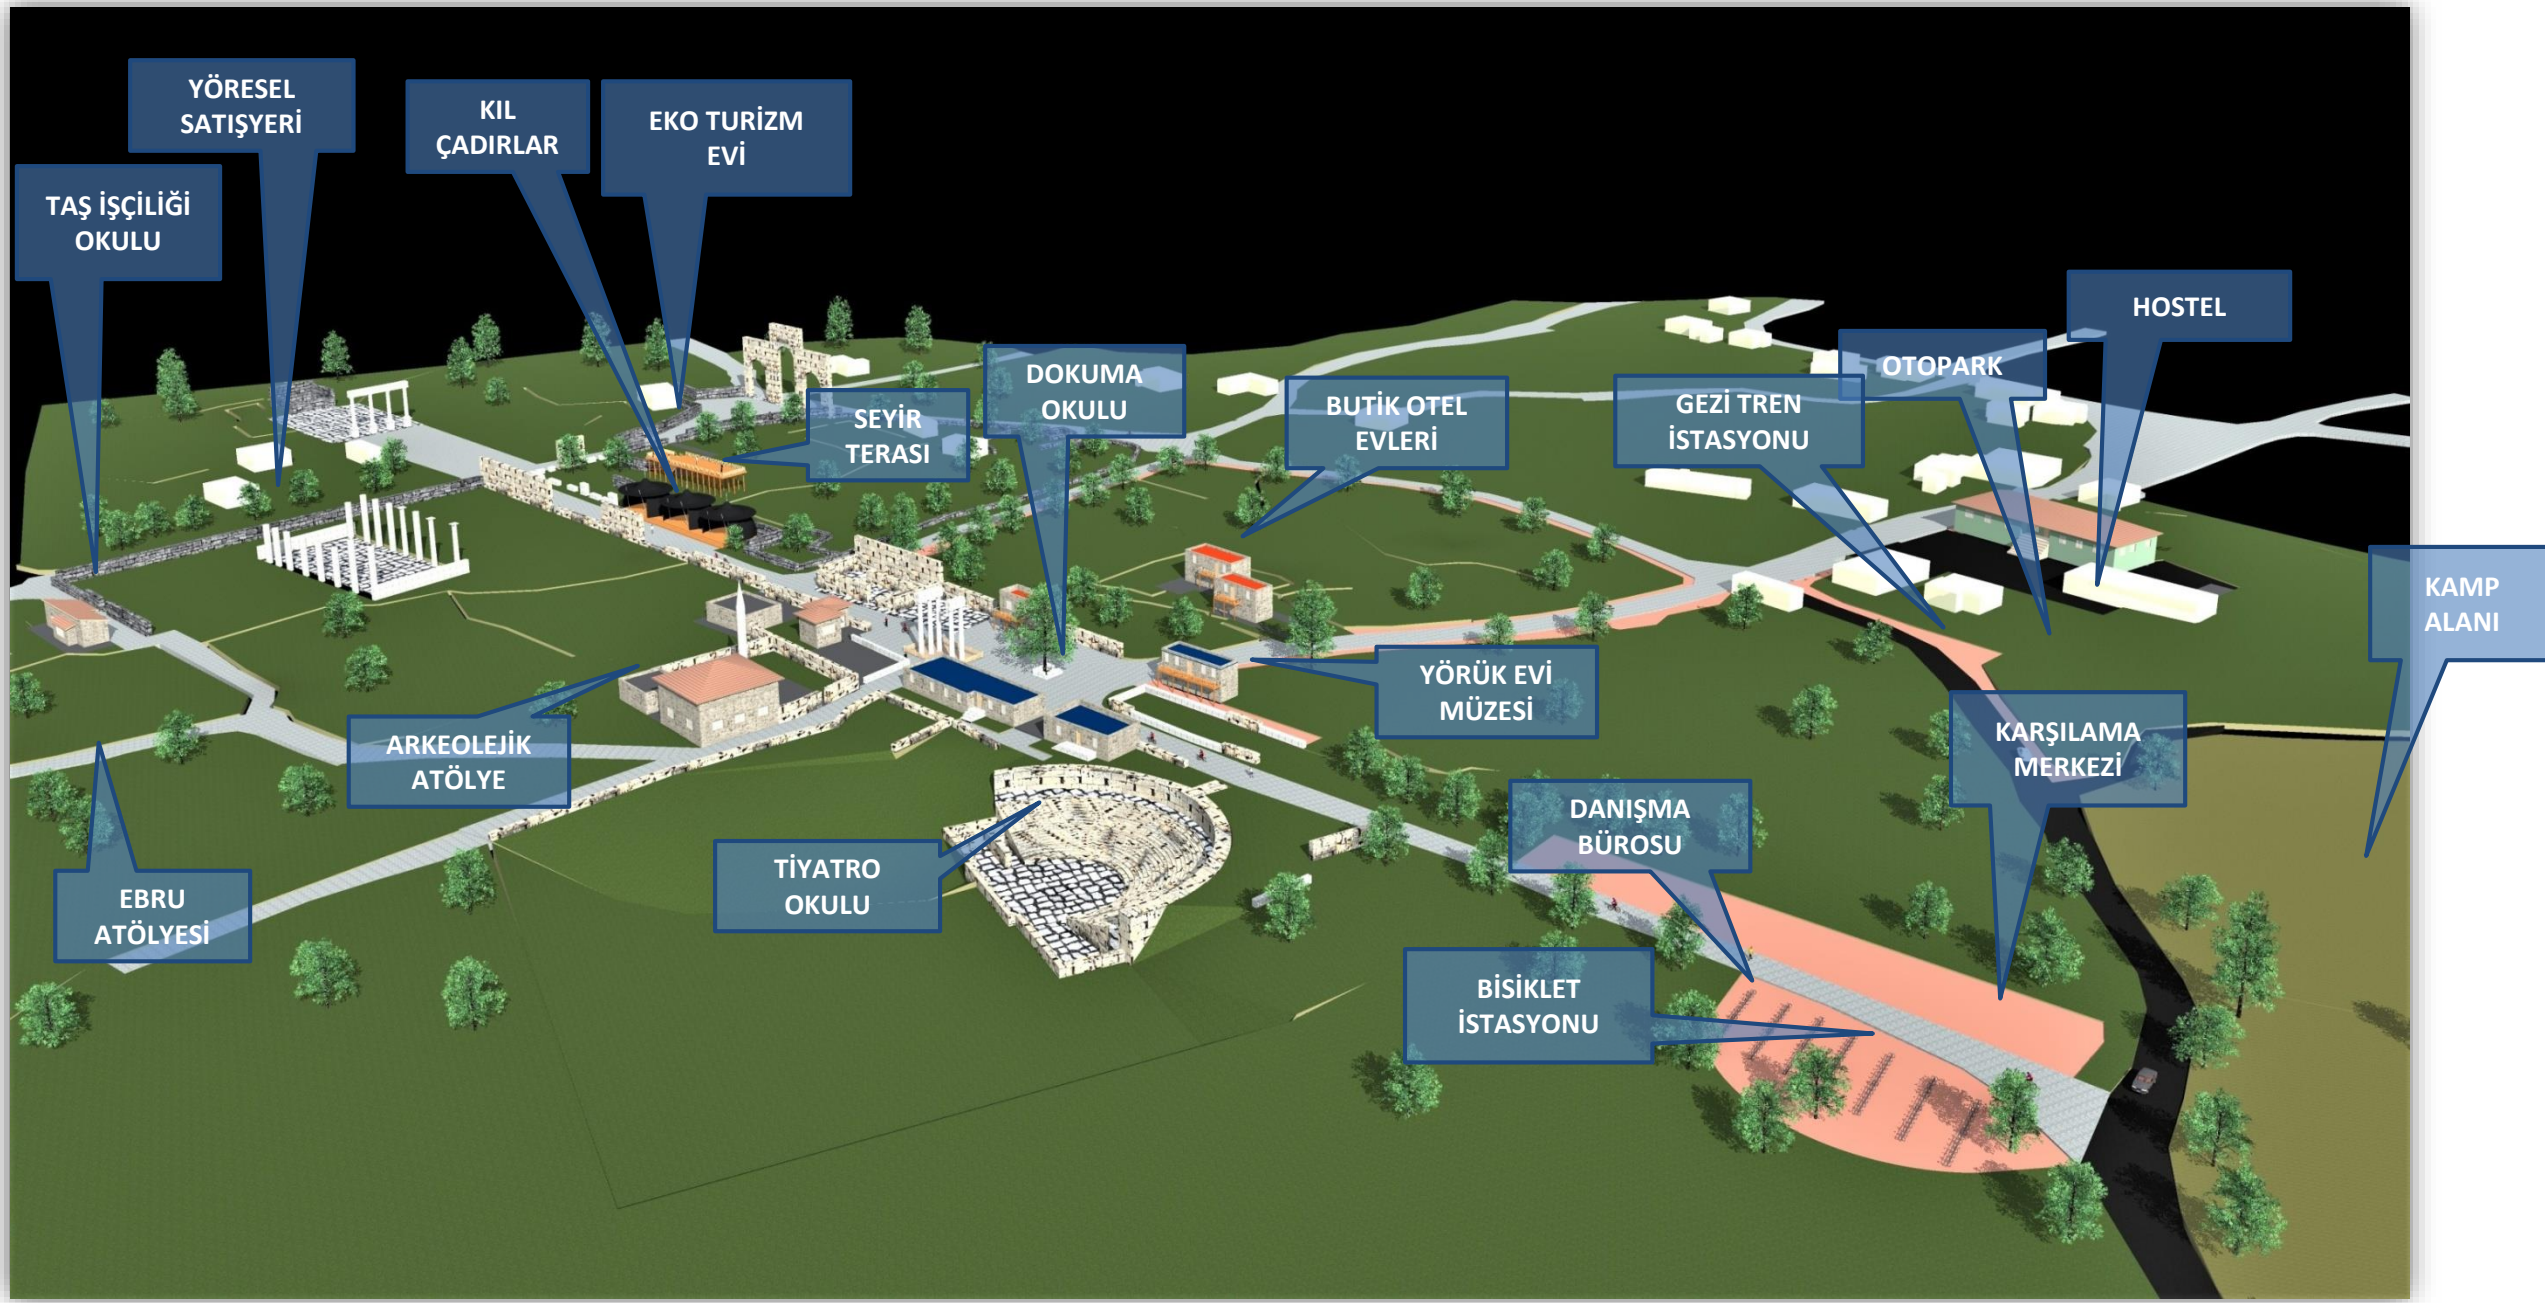 YÖRESEL
SATIŞYERİ
KIL
ÇADIRLAR
EKO TURİZM
EVİ
TAŞ İŞÇİLİĞİ
OKULU
HOSTEL
OTOPARK
DOKUMA
OKULU
BUTİK OTEL
EVLERİ
GEZİ TREN
İSTASYONU
SEYİR
TERASI
KAMP
ALANI
YÖRÜK EVİ
MÜZESİ
KARŞILAMA
MERKEZİ
ARKEOLEJİK
ATÖLYE
DANIŞMA
BÜROSU
TİYATRO
OKULU
EBRU
ATÖLYESİ
BİSİKLET
İSTASYONU